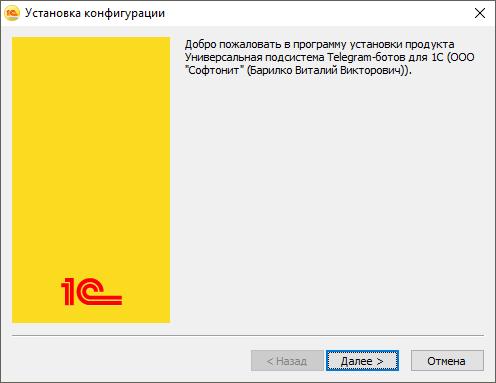 1С Установка конфигурации
Добро пожаловать в программу установки продукта
Универсальная подсистема Telegram-ботов для 1С (ООО
"Софтонит" (Барилко Виталий Викторович)).
1С
< Назад Далее > Отмена